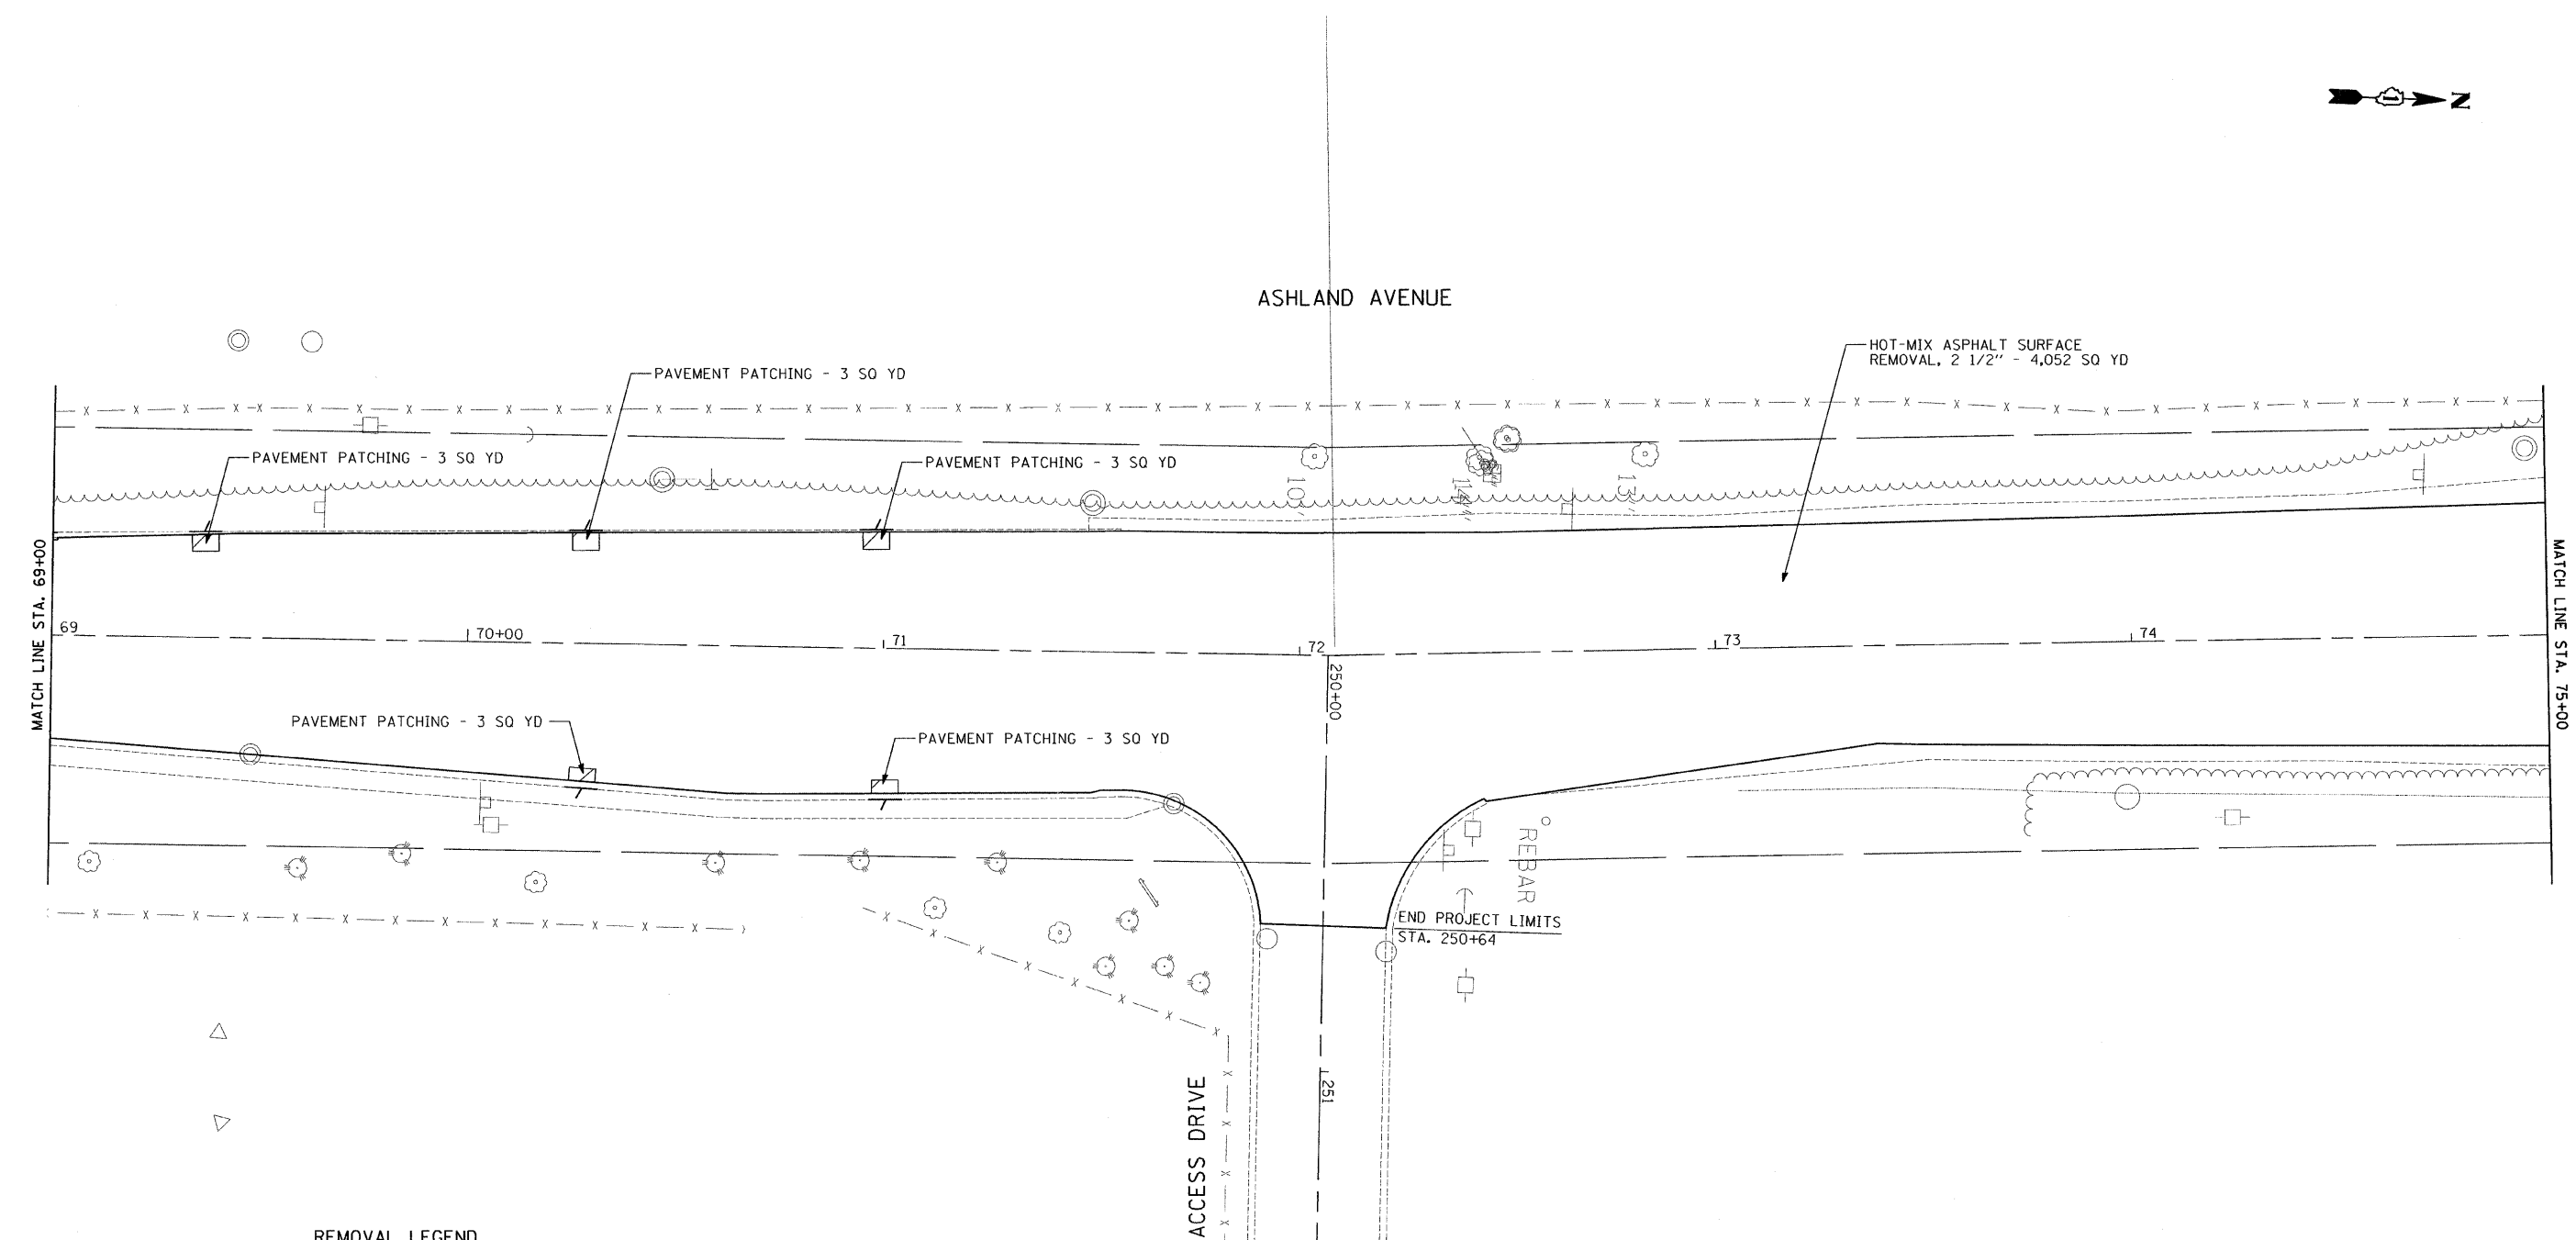 N
ASHLAND AVENUE
HOT-MIX ASPHALT SURFACE
REMOVAL, 2 1/2" - 4,052 SQ YD
PAVEMENT PATCHING - 3 SQ YD
PAVEMENT PATCHING - 3 SQ YD
PAVEMENT PATCHING - 3 SQ YD
10'
13'
MATCH LINE STA. 69+00
MATCH LINE STA. 75+00
69
70+00
71
72
73
74
250+00
PAVEMENT PATCHING - 3 SQ YD
PAVEMENT PATCHING - 3 SQ YD
REBAR
END PROJECT LIMITS
STA. 250+64
251
ACCESS DRIVE
REMOVAL LEGEND